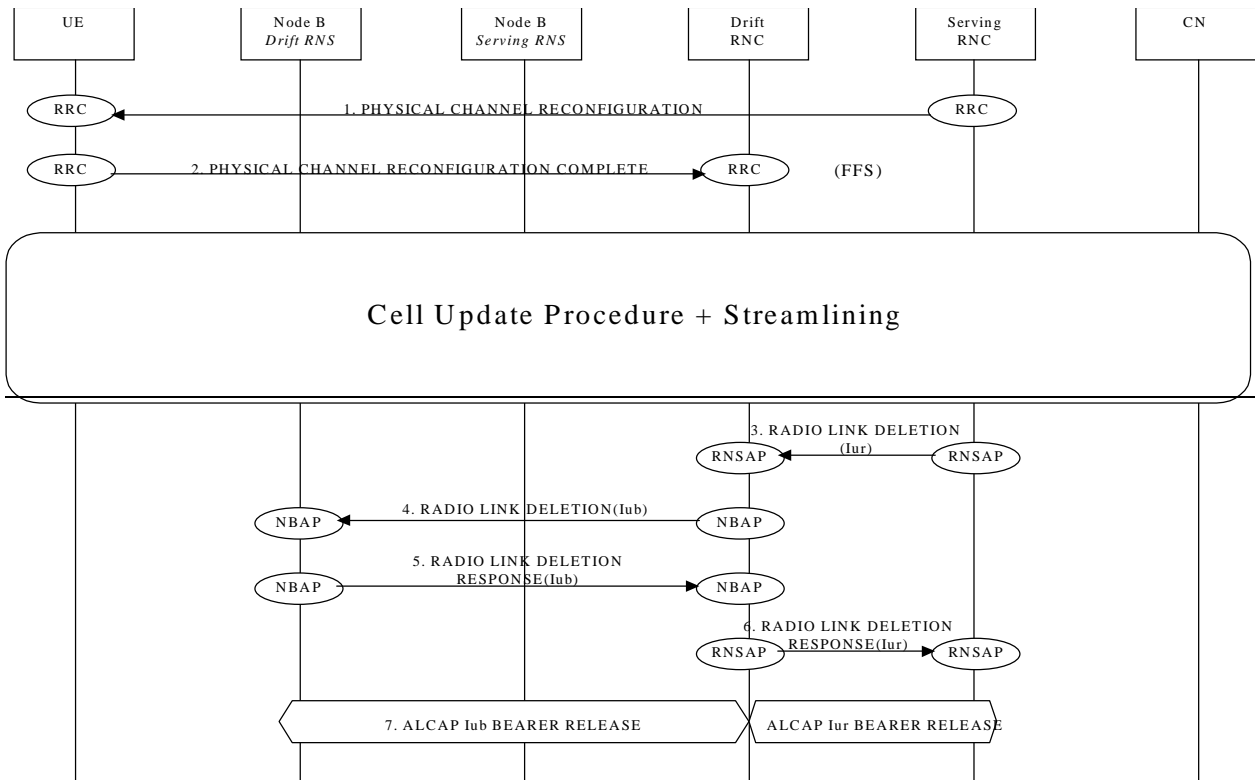 UE
Node B
Drift RNS
Node B
Serving RNS
Drift
RNC
Serving
RNC
CN
RRC
1. PHYSICAL CHANNEL RECONFIGURATION
RRC
RRC
2. PHYSICAL CHANNEL RECONFIGURATION COMPLETE
RRC
(FFS)
Cell Update Procedure + Streamlining
3. RADIO LINK DELETION
(Iur)
RNSAP
RNSAP
4. RADIO LINK DELETION(Iub)
NBAP
NBAP
5. RADIO LINK DELETION
RESPONSE(Iub)
NBAP
NBAP
6. RADIO LINK DELETION
RESPONSE(Iur)
RNSAP
RNSAP
7. ALCAP Iub BEARER RELEASE
ALCAP Iur BEARER RELEASE